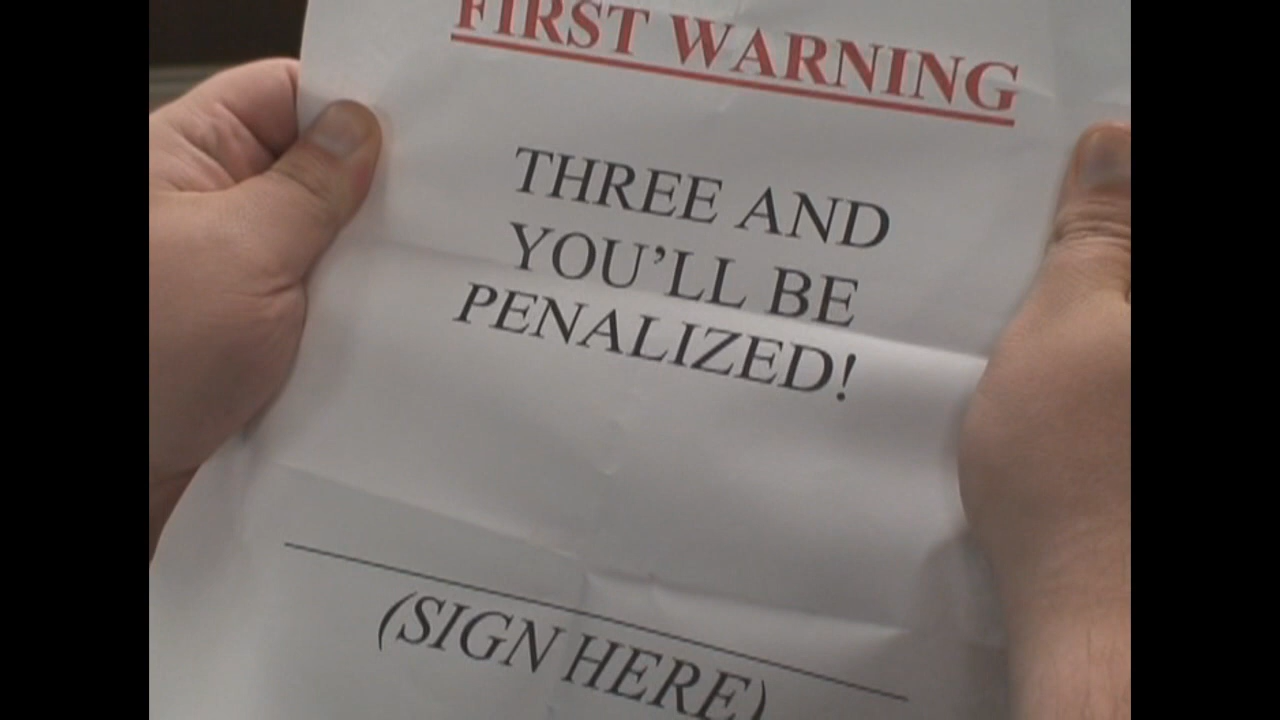 FIRST WARNING
THREE AND
YOU'LL BE
PENALIZED!
(SIGN HERE)